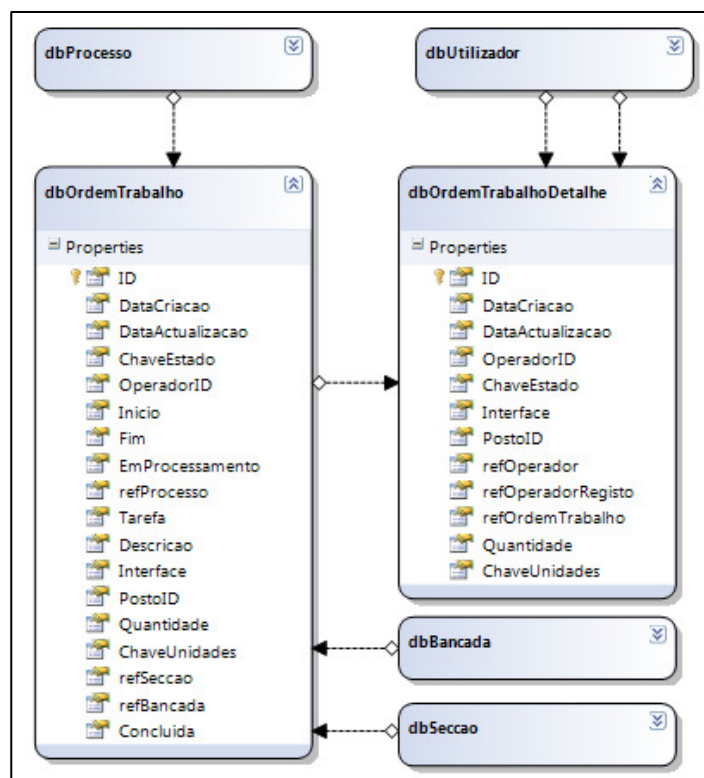 dbProcesso
dbUtilizador
dbOrdemTrabalho
Properties
ID
DataCriacao
DataActualizacao
ChaveEstado
OperadorID
Inicio
Fim
EmProcessamento
refProcesso
Tarefa
Descricao
Interface
PostoID
Quantidade
ChaveUnidades
refSeccao
refBancada
Concluida
dbOrdemTrabalhoDetalhe
Properties
ID
DataCriacao
DataActualizacao
OperadorID
ChaveEstado
Interface
PostoID
refOperador
refOperadorRegisto
refOrdemTrabalho
Quantidade
ChaveUnidades
dbBancada
dbSeccao